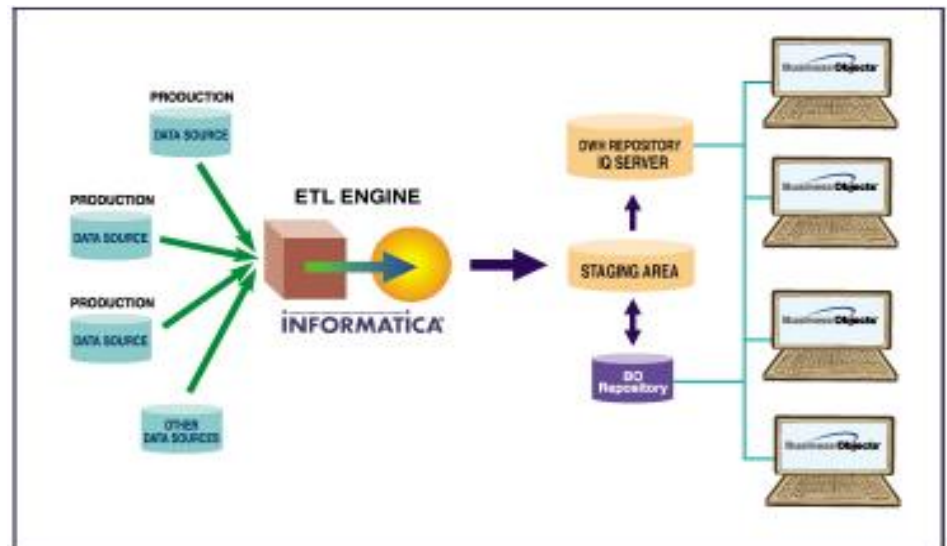 PRODUCTION
DATA SOURCE
PRODUCTION
DATA SOURCE
PRODUCTION
DATA SOURCE
OTHER
DATA SOURCES
ETL ENGINE
INFORMATICA
DWH REPOSITORY
IQ SERVER
STAGING AREA
BO
Repository
BusinessObjects
BusinessObjects
BusinessObjects
BusinessObjects